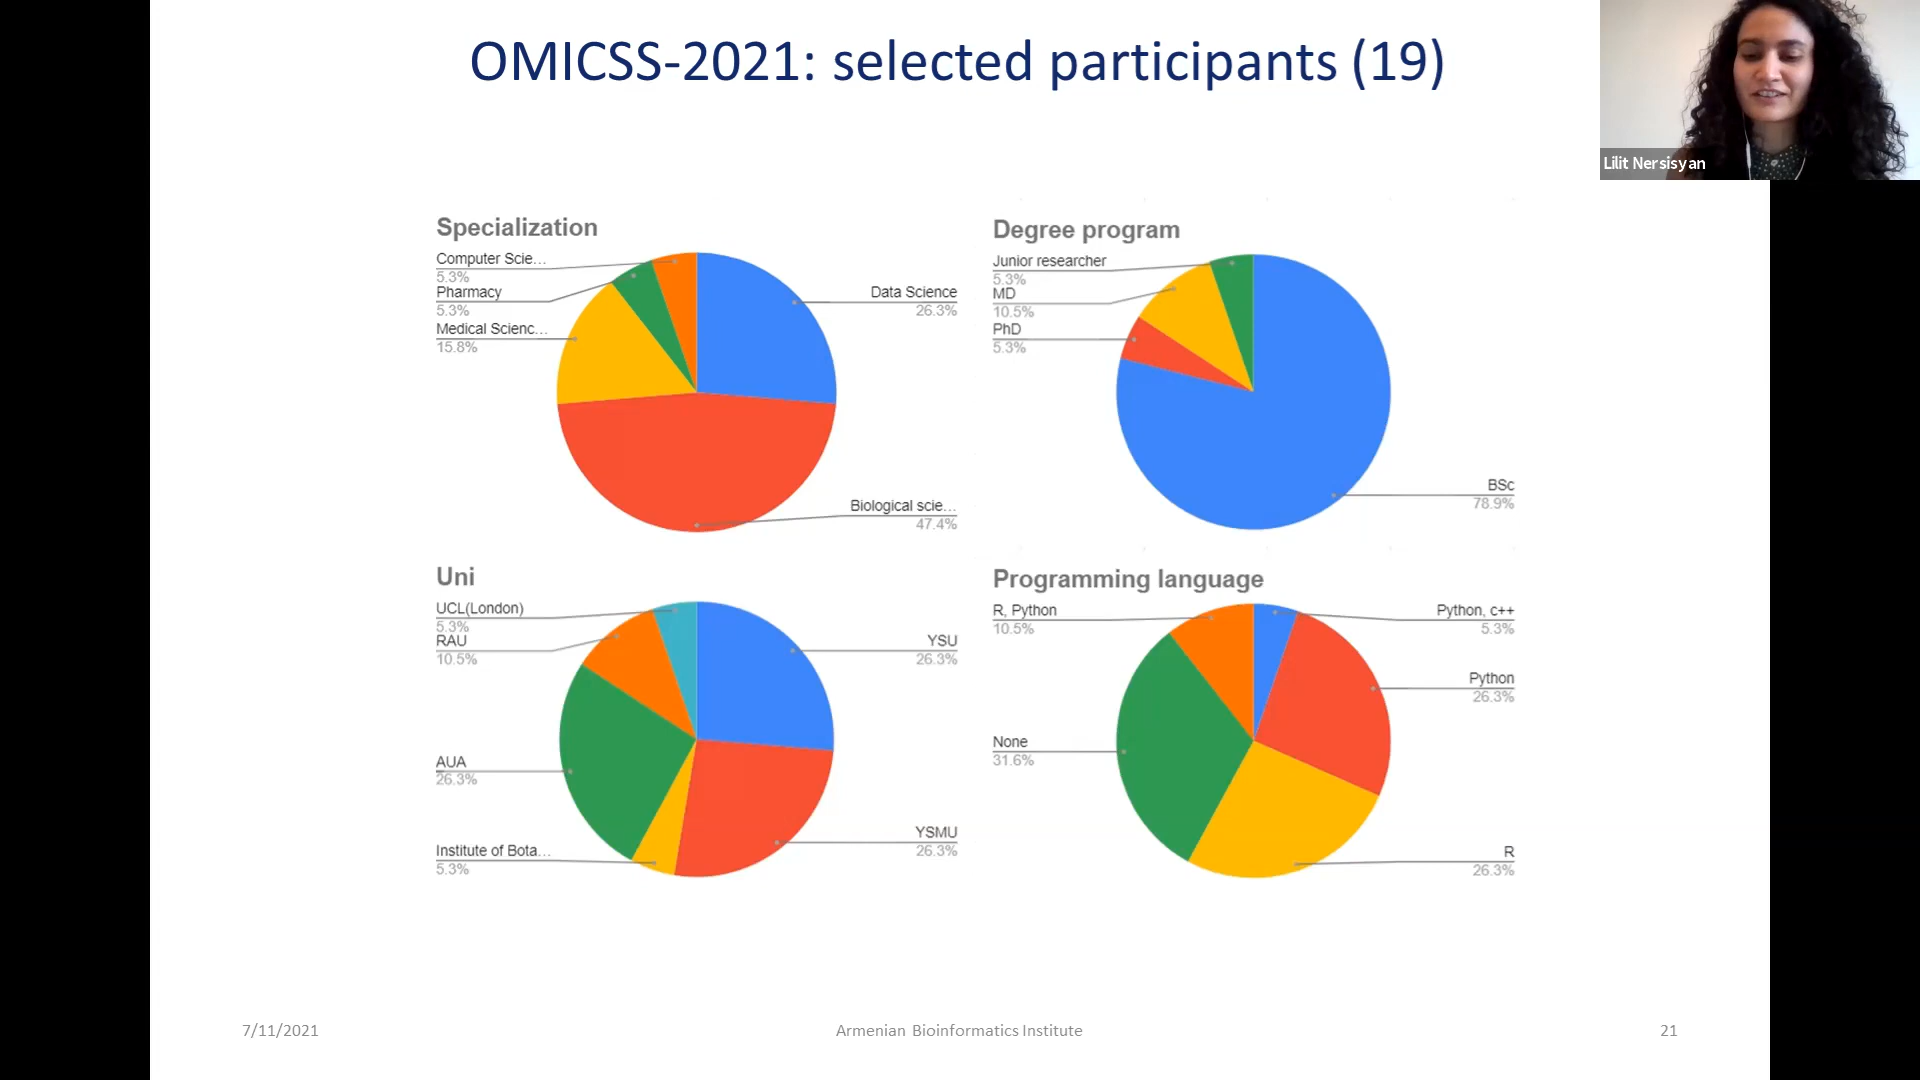 OMICSS-2021: selected participants (19)
Lilit Nersisyan
Specialization
Computer Scie...
5.3%
Pharmacy
5.3%
Medical Scienc...
15.8%
Data Science
26.3%
Biological scie...
47.4%
Degree program
Junior researcher
5.3%
MD
10.5%
PhD
5.3%
BSc
78.9%
Uni
UCL(London)
5.3%
RAU
10.5%
AUA
26.3%
Institute of Bota...
5.3%
YSU
26.3%
YSMU
26.3%
Programming language
R, Python
10.5%
None
31.6%
Python, c++
5.3%
Python
26.3%
R
26.3%
7/11/2021
Armenian Bioinformatics Institute
21